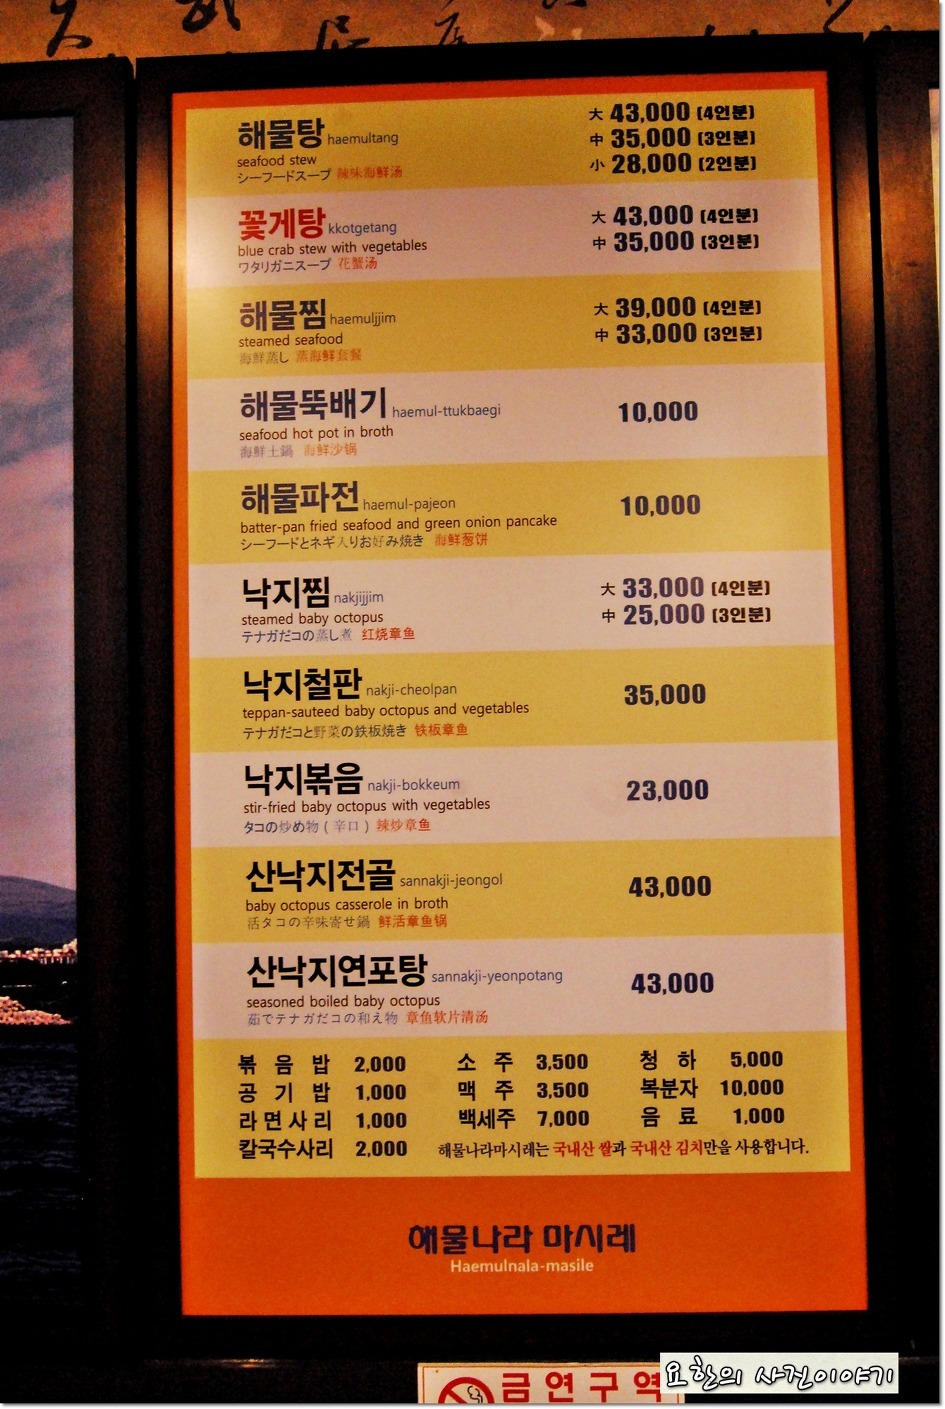 해물탕 haemultang
seafood stew
シーフードスープ 辣味海鲜汤
大 43,000 (4인분)
中 35,000 (3인분)
小 28,000 (2인분)
꽃게탕 kkotgetang
blue crab stew with vegetables
ワタリガニスープ 花蟹汤
大 43,000 (4인분)
中 35,000 (3인분)
해물찜 haemuljjim
steamed seafood
海鮮蒸し 蒸海鲜套餐
大 39,000 (4인분)
中 33,000 (3인분)
해물뚝배기 haemul-ttukbaegi
seafood hot pot in broth
海鮮土鍋 海鲜沙锅
10,000
해물파전 haemul-pajeon
batter-pan fried seafood and green onion pancake
シーフードとネギ入りお好み焼き 海鲜葱饼
10,000
낙지찜 nakjijjim
steamed baby octopus
テナガだコの蒸し煮 红烧章鱼
大 33,000 (4인분)
中 25,000 (3인분)
낙지철판 nakji-cheolpan
teppan-sauteed baby octopus and vegetables
テナガだコと野菜の鉄板焼き 铁板章鱼
35,000
낙지볶음 nakji-bokkeum
stir-fried baby octopus with vegetables
タコの炒め物 ( 辛口 ) 辣炒章鱼
23,000
산낙지전골 sannakji-jeongol
baby octopus casserole in broth
活タコの辛味寄せ鍋 鲜活章鱼锅
43,000
산낙지연포탕 sannakji-yeonpotang
seasoned boiled baby octopus
茹でテナガだコの和え物 章鱼软片清汤
43,000
볶음밥 2,000 소주 3,500 청하 5,000
공기밥 1,000 맥주 3,500 복분자 10,000
라면사리 1,000 백세주 7,000 음료 1,000
칼국수사리 2,000 해물나라마시레는 국내산 쌀과 국내산 김치만을 사용합니다.
해물나라 마시레
Haemulnala-masile
금연구역
요한의 사진이야기